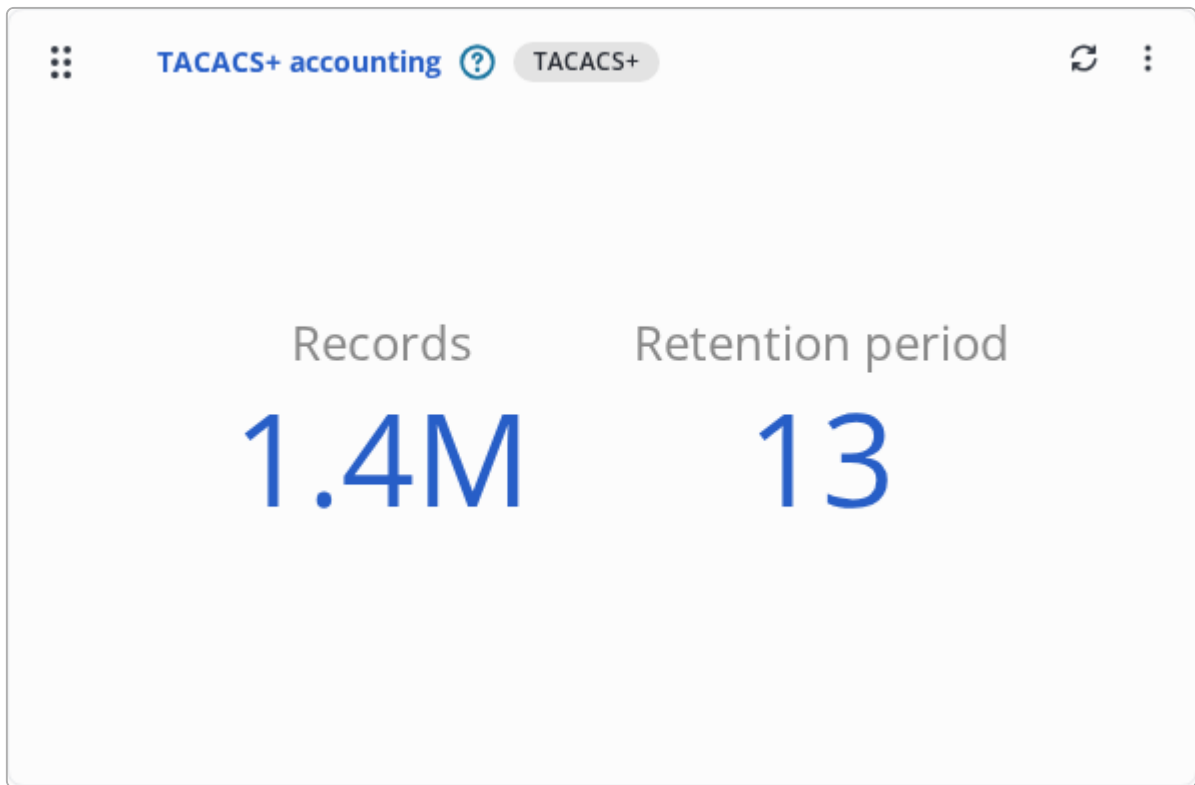 TACACS+ accounting ? TACACS+
Records Retention period
1.4M 13